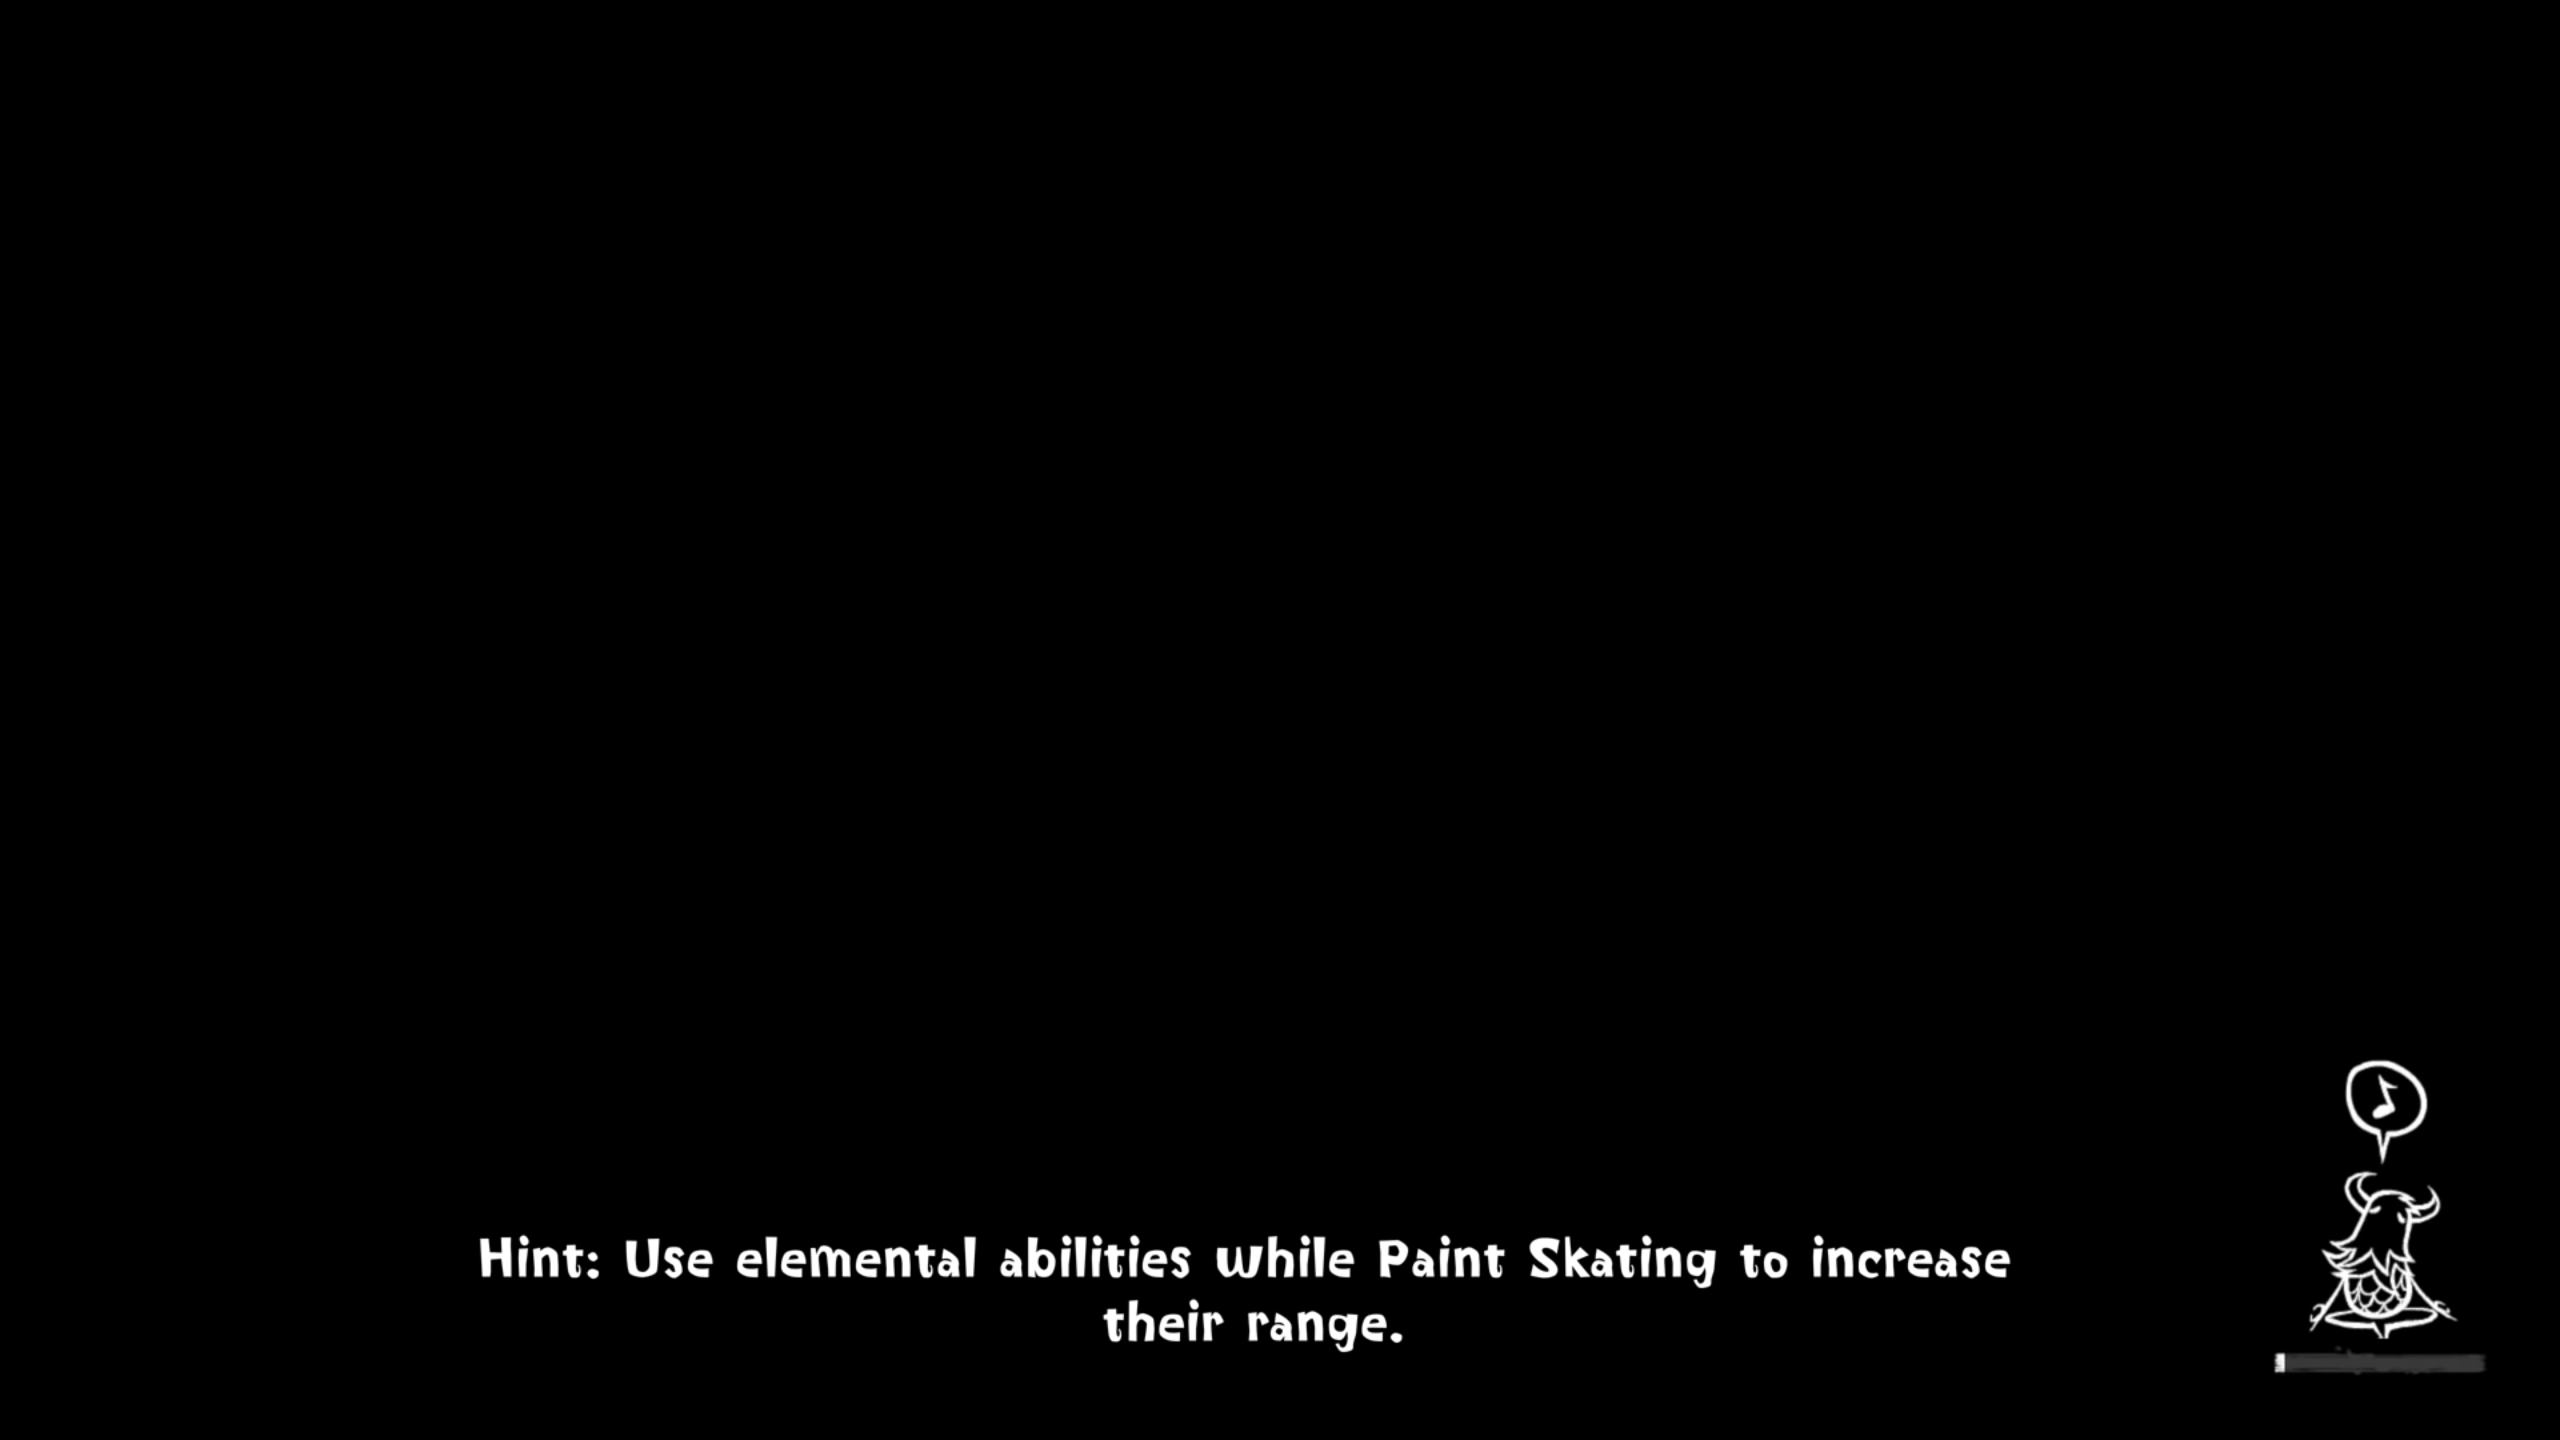 Hint: Use elemental abilities while Paint Skating to increase
their range.